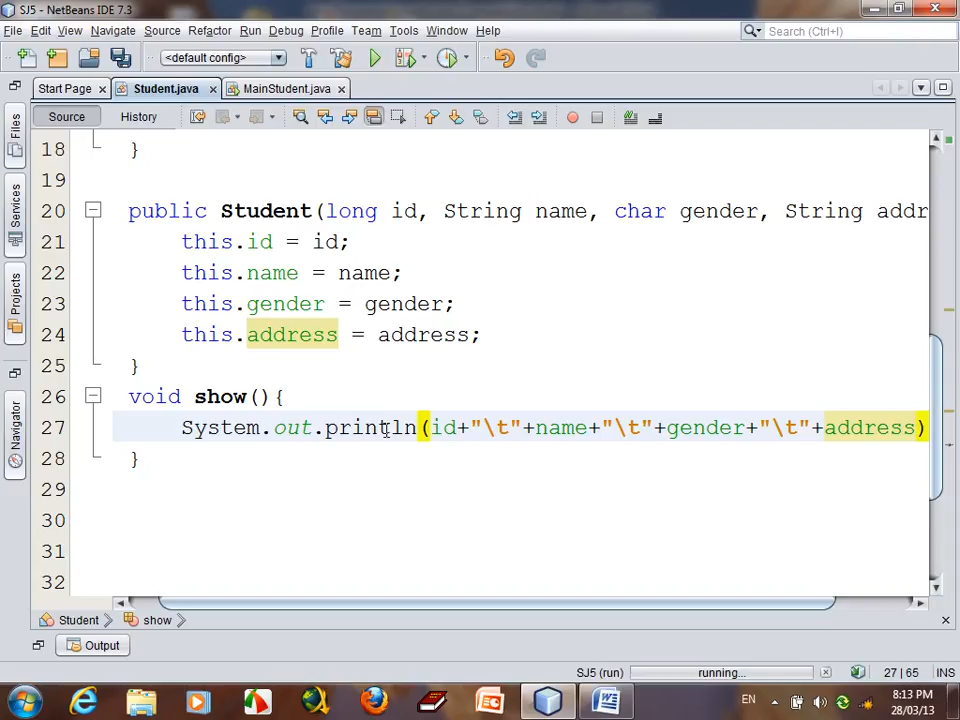 SJ5 - NetBeans IDE 7.3
File Edit View Navigate Source Refactor Run Debug Profile Team Tools Window Help
Search (Ctrl+I)
<default config>
Start Page Student.java MainStudent.java
Source History
Files
Services
Projects
Navigator
18 }
19
20 public Student(long id, String name, char gender, String addr
21 this.id = id;
22 this.name = name;
23 this.gender = gender;
24 this.address = address;
25 }
26 void show(){
27 System.out.println(id+"\t"+name+"\t"+gender+"\t"+address)
28 }
29
30
31
32
Student show
Output
SJ5 (run) running... 27 | 65 INS
EN 8:13 PM
28/03/13